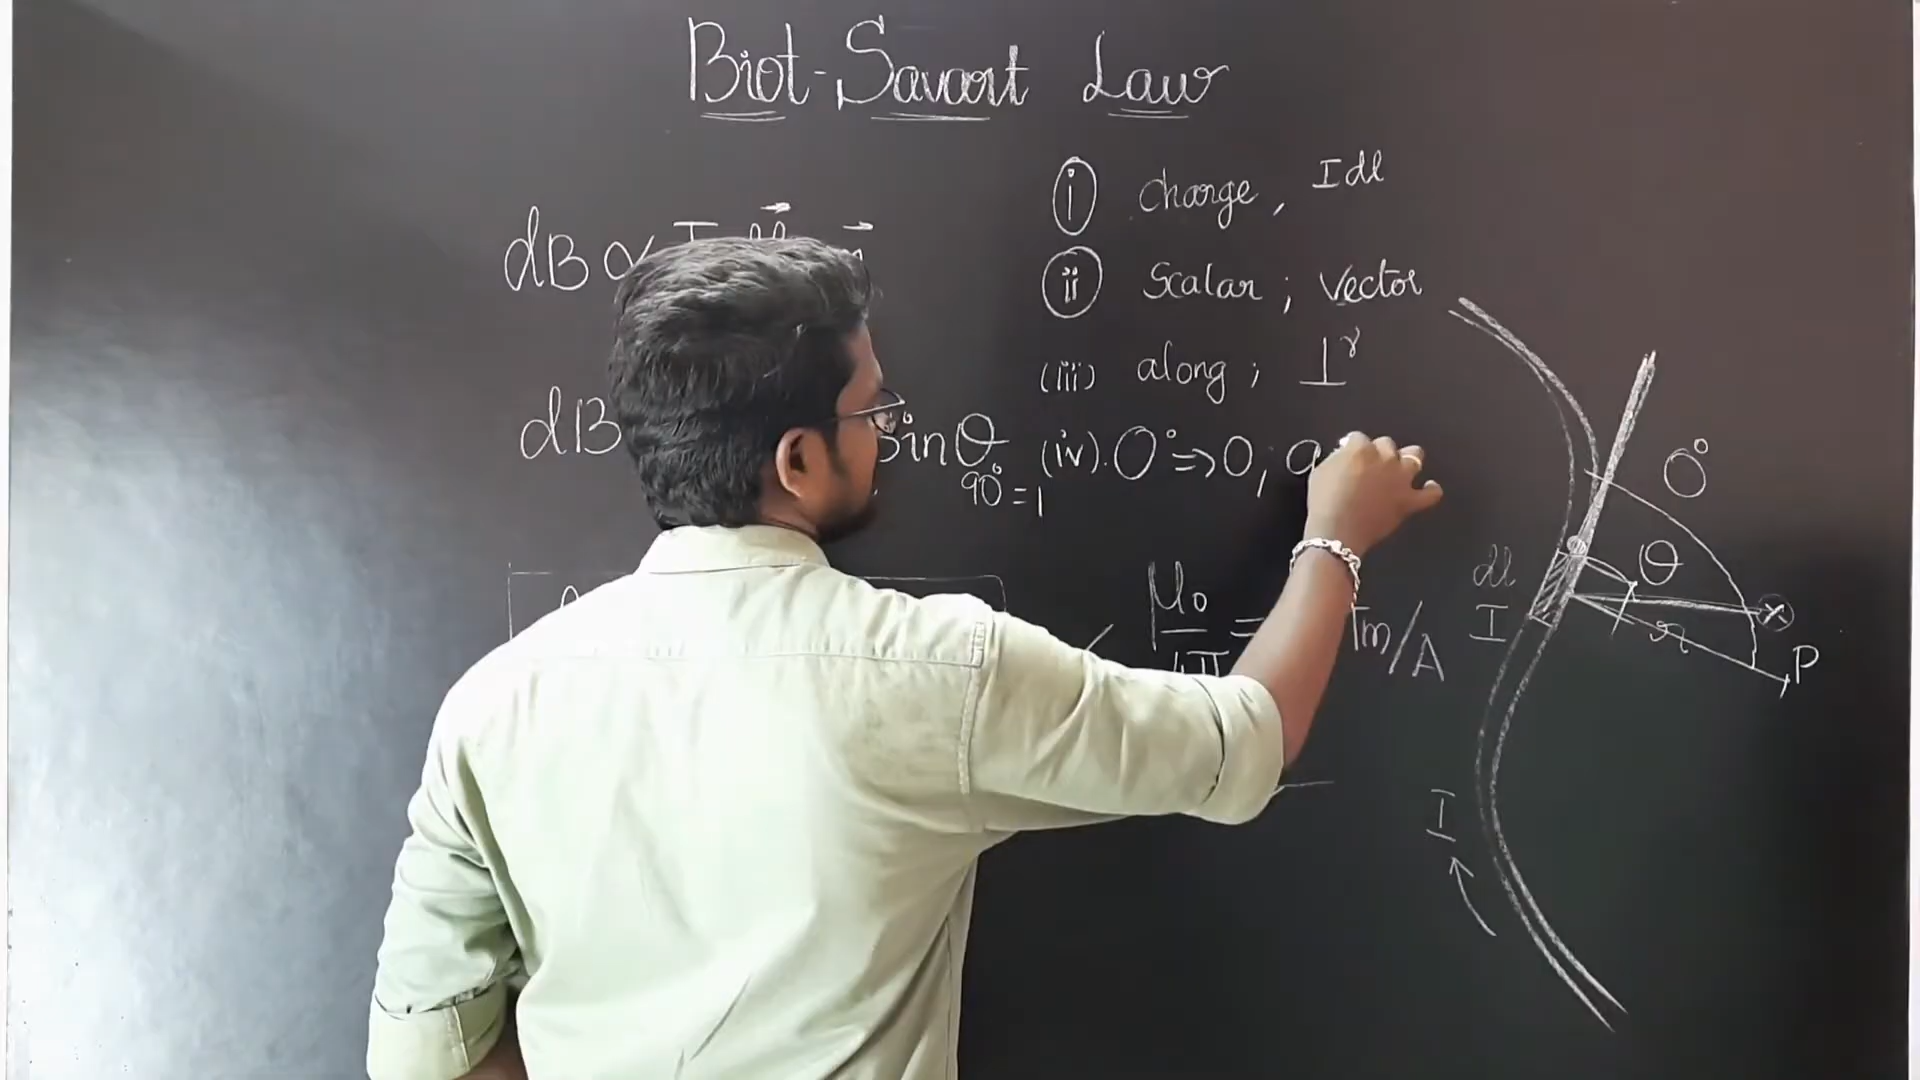 Biot-Savart Law
(i) charge, Idl
dB ∝ I
(ii) Scalar; Vector
(iii) along; ⊥r
dB
Sinθ
90° = 1
(iv). 0° ⇒ 0; 9
0°
dl
I
θ
r
x
P
μ0/4π = Tm/A
I